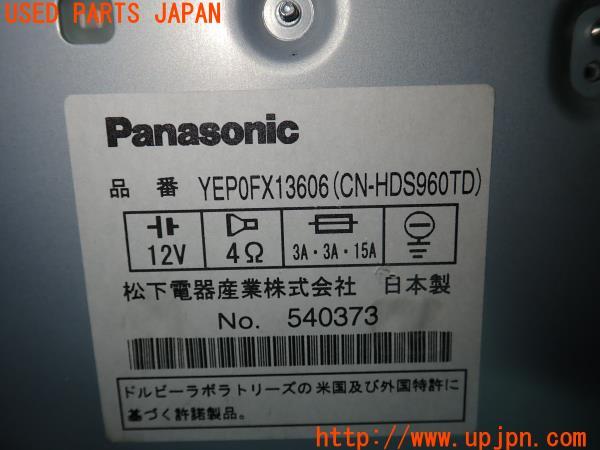 USED PARTS JAPAN
Panasonic
品 番 YEP0FX13606(CN-HDS960TD)
12V 4Ω 3A・3A・15A
松下電器産業株式会社 日本製
No. 540373
ドルビーラボラトリーズの米国及び外国特許に
基づく許諾製品。
http://www.upjpn.com/